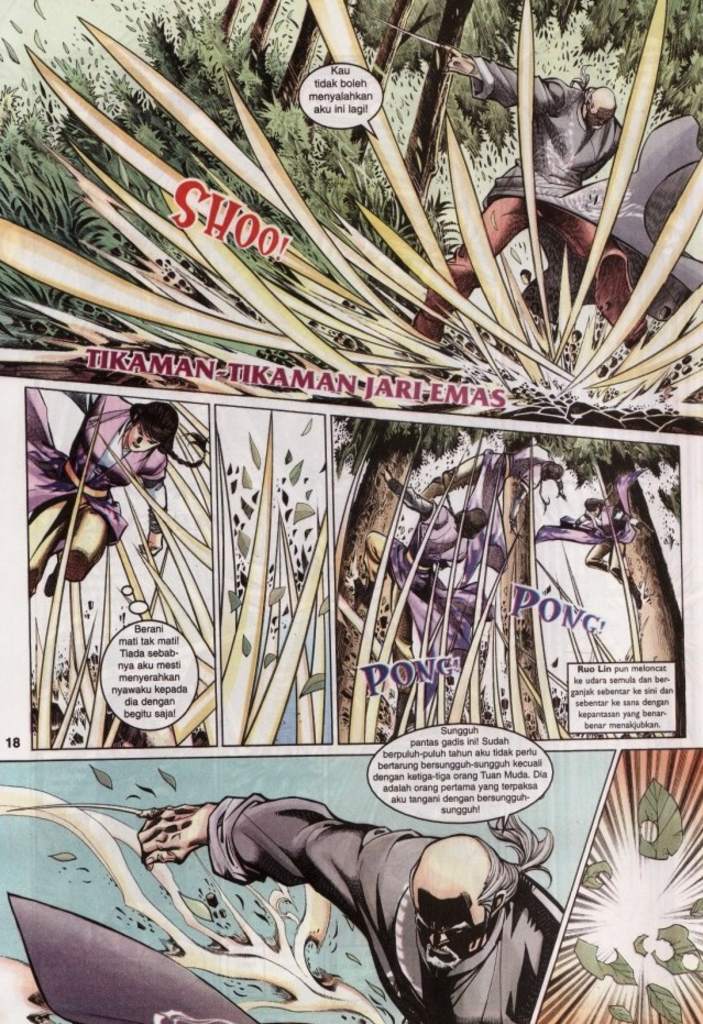 Kau
tidak boleh
menyalahkan
aku ini lagi!
SHOO!
TIKAMAN-TIKAMAN JARI EMAS
Berani
mati tak mati!
Tiada sebab-
nya aku mesti
menyerahkan
nyawaku kepada
dia dengan
begitu saja!
PONG!
PONG!
Ruo Lin pun meloncat
ke udara semula dan ber-
ganjak sebentar ke sini dan
sebentar ke sana dengan
kepantasan yang benar-
benar menakjubkan.
18
Sungguh
pantas gadis ini! Sudah
berpuluh-puluh tahun aku tidak perlu
bertarung bersungguh-sungguh kecuali
dengan ketiga-tiga orang Tuan Muda. Dia
adalah orang pertama yang terpaksa
aku tangani dengan bersungguh-
sungguh!